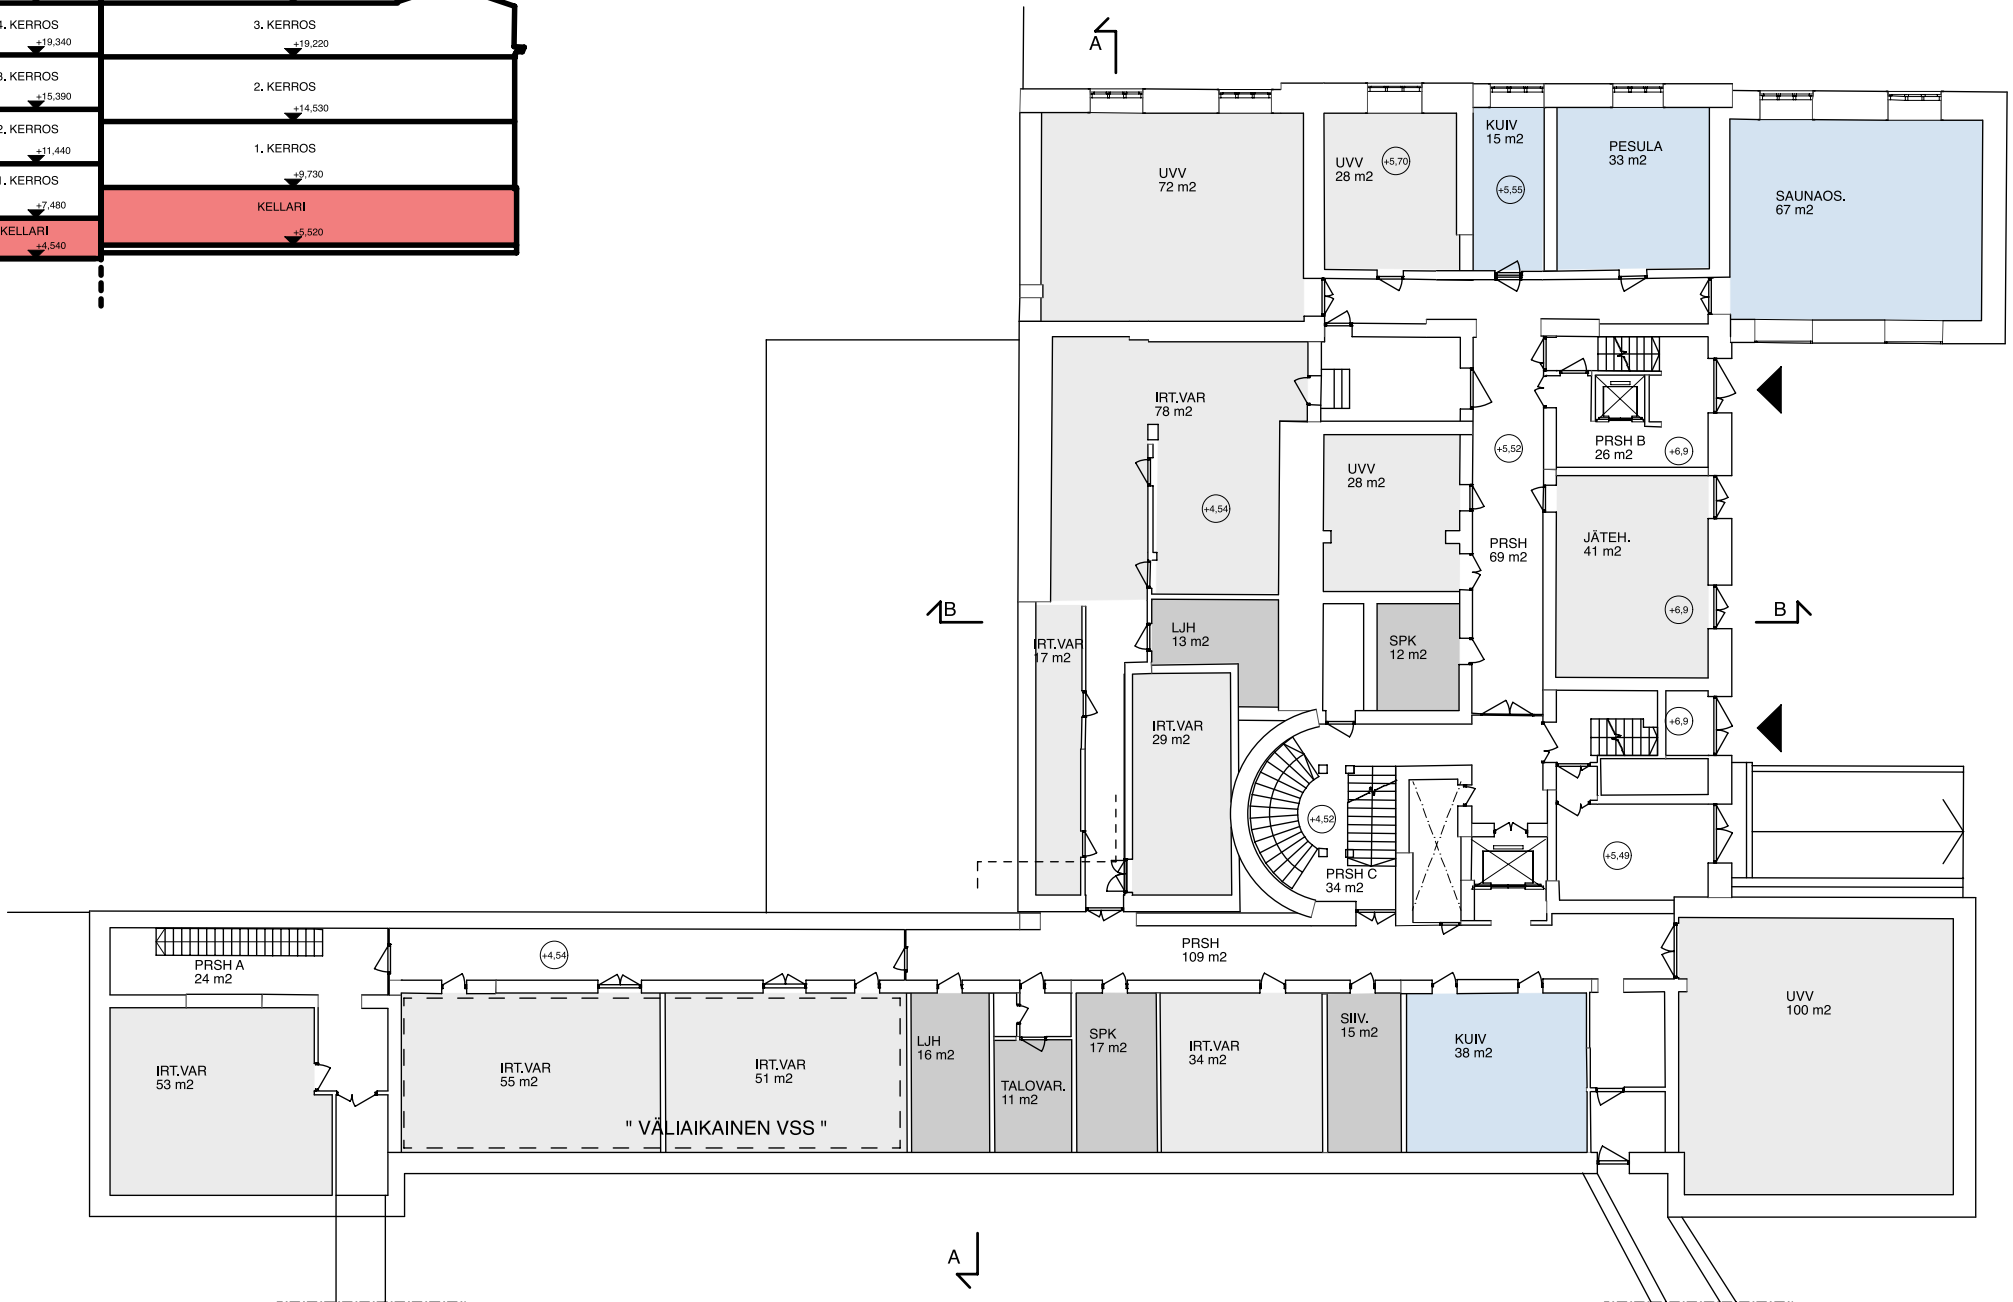 4. KERROS
+19,340
3. KERROS
+15,390
2. KERROS
+11,440
1. KERROS
+7,480
KELLARI
+4,540
3. KERROS
+19,220
2. KERROS
+14,530
1. KERROS
+9,730
KELLARI
+5,520
A
UVV
72 m2
UVV
28 m2
+5,70
KUIV
15 m2
+5,55
PESULA
33 m2
SAUNAOS.
67 m2
IRT.VAR
78 m2
+4,54
UVV
28 m2
+5,52
PRSH B
26 m2
+6,9
PRSH
69 m2
JÄTEH.
41 m2
+6,9
B
B
IRT.VAR
17 m2
LJH
13 m2
SPK
12 m2
IRT.VAR
29 m2
+6,9
+4,52
PRSH C
34 m2
+5,49
PRSH A
24 m2
+4,54
PRSH
109 m2
IRT.VAR
53 m2
IRT.VAR
55 m2
IRT.VAR
51 m2
" VÄLIAIKAINEN VSS "
LJH
16 m2
TALOVAR.
11 m2
SPK
17 m2
IRT.VAR
34 m2
SIIV.
15 m2
KUIV
38 m2
UVV
100 m2
A